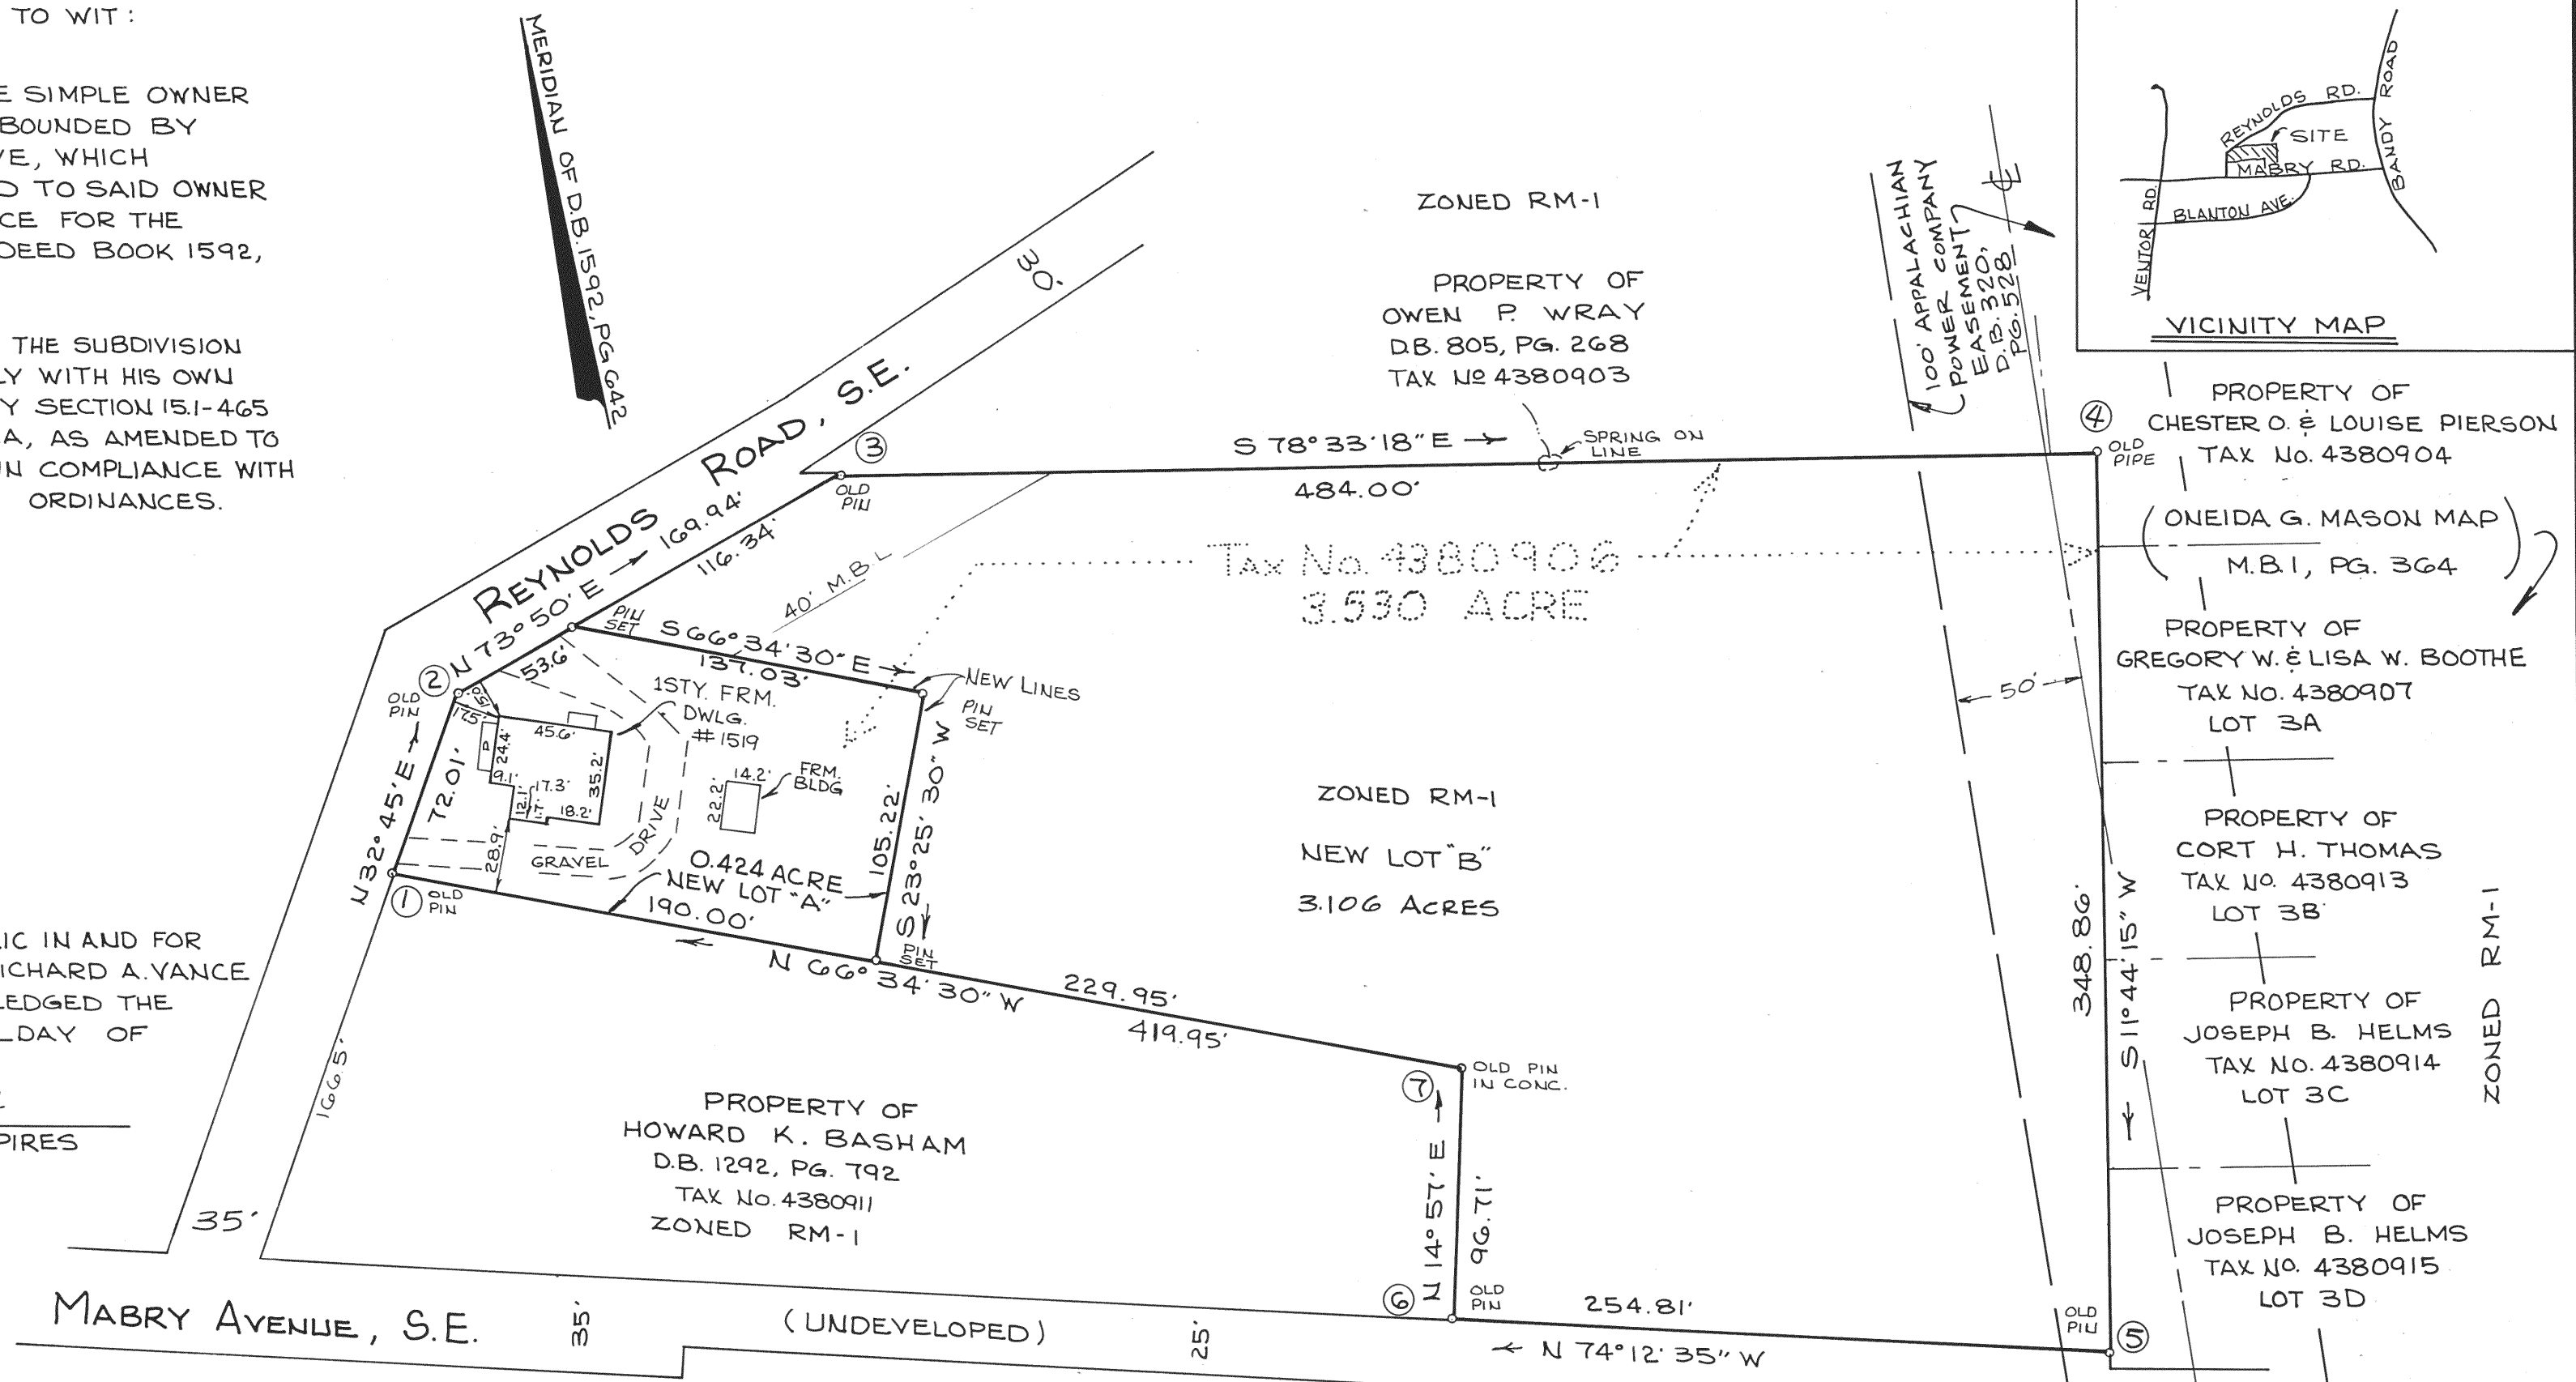 TO WIT:
E SIMPLE OWNER
BOUNDED BY
VE, WHICH
D TO SAID OWNER
CE FOR THE
DEED BOOK 1592,
THE SUBDIVISION
LY WITH HIS OWN
Y SECTION 15.1-465
A, AS AMENDED TO
IN COMPLIANCE WITH
ORDINANCES.
LIC IN AND FOR
RICHARD A. VANCE
LEDGED THE
DAY OF
PIRES
MERIDIAN OF D.B. 1592, PG. 642
REYNOLDS ROAD, S.E.
30'
N 73° 50' E
169.94'
116.34'
53.6'
ZONED RM-1
PROPERTY OF
OWEN P. WRAY
D.B. 805, PG. 268
TAX Nº 4380903
100' APPALACHIAN
POWER COMPANY
EASEMENT
D.B. 320,
PG. 528
REYNOLDS RD.
SITE
MABRY RD.
BLANTON AVE.
VENTOR RD.
BANDY ROAD
VICINITY MAP
③
OLD
PIN
S 78° 33' 18" E
484.00'
SPRING ON
LINE
④
OLD
PIPE
PROPERTY OF
CHESTER O. & LOUISE PIERSON
TAX No. 4380904
(ONEIDA G. MASON MAP
M.B. 1, PG. 364)
PROPERTY OF
GREGORY W. & LISA W. BOOTHE
TAX NO. 4380907
LOT 3A
PROPERTY OF
CORT H. THOMAS
TAX NO. 4380913
LOT 3B
PROPERTY OF
JOSEPH B. HELMS
TAX NO. 4380914
LOT 3C
PROPERTY OF
JOSEPH B. HELMS
TAX NO. 4380915
LOT 3D
ZONED RM-1
40' M.B.L
TAX No. 4380906
3.530 ACRE
PIN
SET
S 66° 34' 30" E
137.03'
NEW LINES
PIN
SET
②
OLD
PIN
15.0
17.5'
1STY. FRM.
DWLG.
#1519
45.6'
P
24.4'
9.1'
17.3'
12.1'
1.7'
18.2'
35.2'
28.9'
FRM.
BLDG
14.2'
22.2'
GRAVEL
DRIVE
0.424 ACRE
NEW LOT "A"
190.00'
105.22'
S 23° 25' 30" W
N 32° 45' E
72.01'
①
OLD
PIN
PIN
SET
N 66° 34' 30" W
229.95'
419.95'
ZONED RM-1
NEW LOT "B"
3.106 ACRES
50'
348.86'
S 11° 44' 15" W
⑦
OLD PIN
IN CONC.
N 14° 57' E
96.71'
⑥
OLD
PIN
254.81'
N 74° 12' 35" W
OLD
PIN
⑤
166.5'
PROPERTY OF
HOWARD K. BASHAM
D.B. 1292, PG. 792
TAX No. 4380911
ZONED RM-1
35'
MABRY AVENUE, S.E.
35'
(UNDEVELOPED)
25'